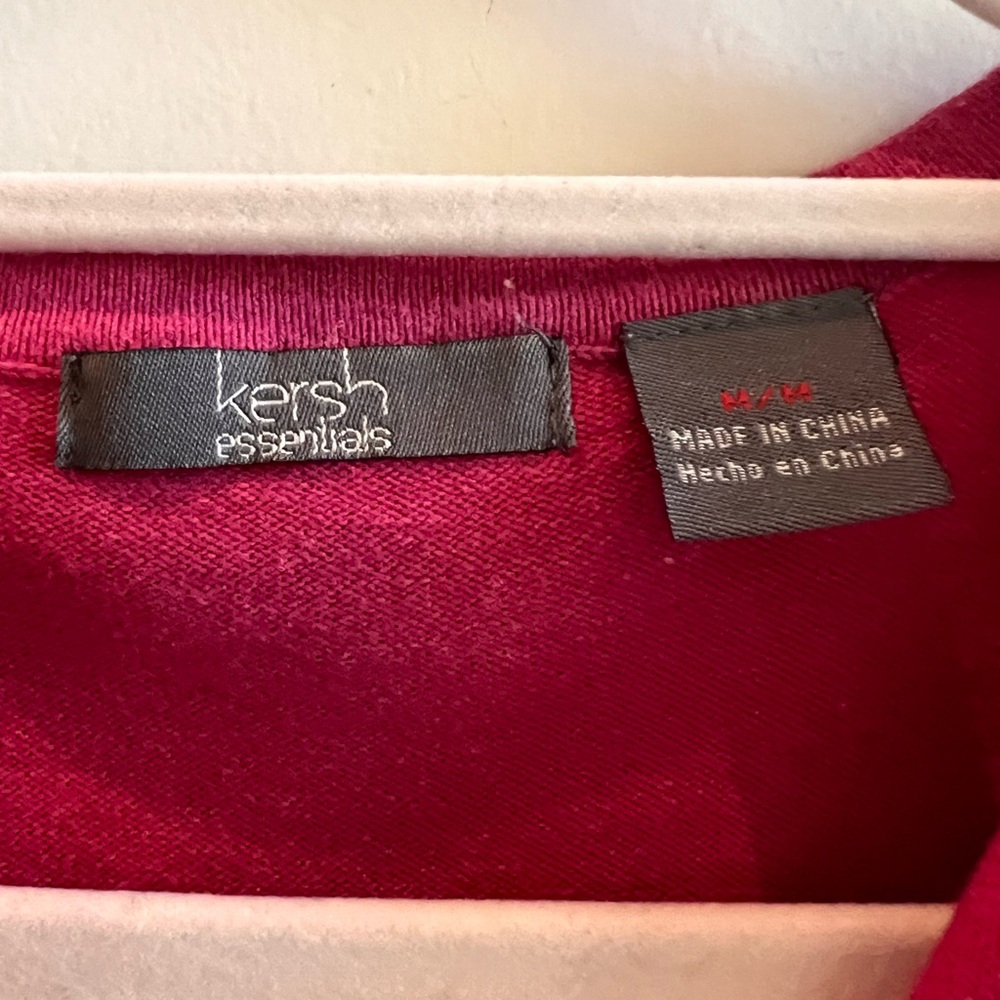 kersh
essentials
M/M
MADE IN CHINA
Hecho en China